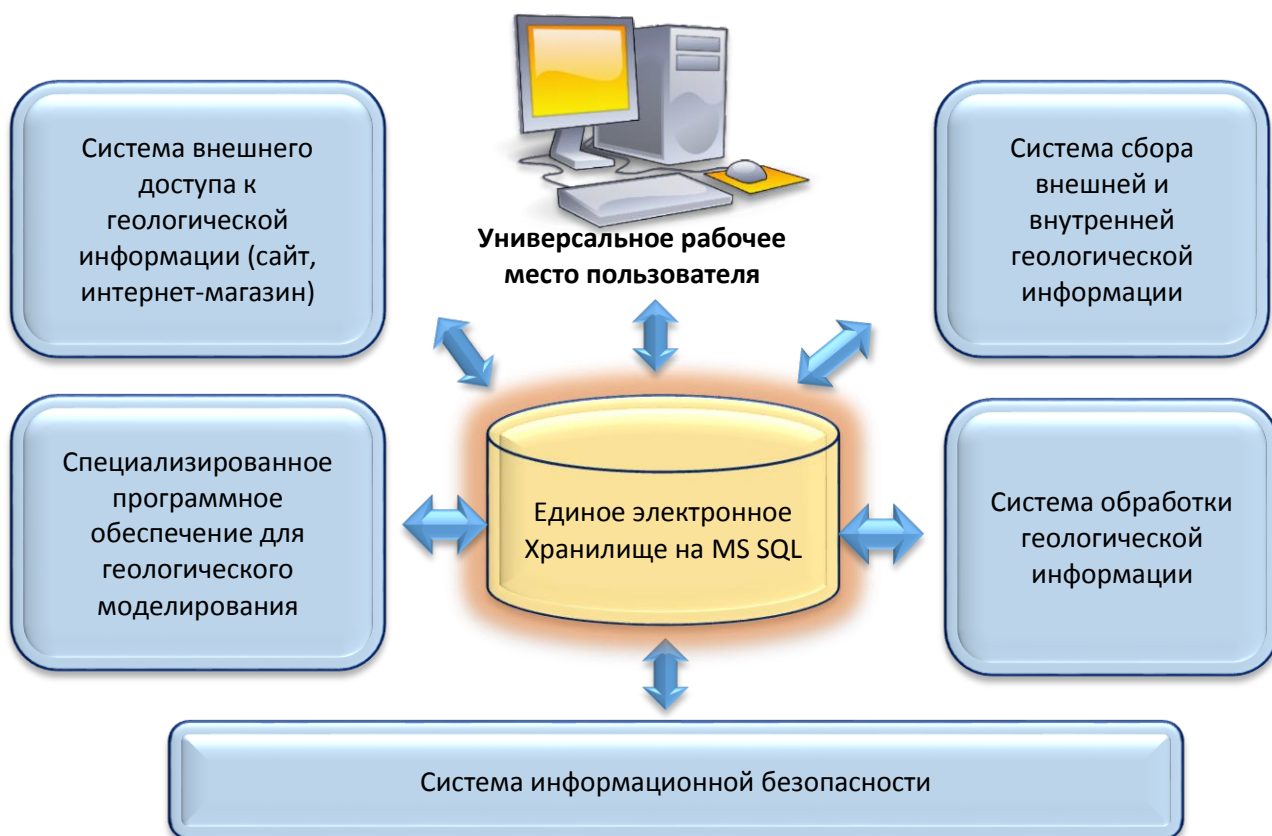 Система внешнего
доступа к
геологической
информации (сайт,
интернет-магазин)
Универсальное рабочее
место пользователя
Система сбора
внешней и
внутренней
геологической
информации
Специализированное
программное
обеспечение для
геологического
моделирования
Единое электронное
Хранилище на MS SQL
Система обработки
геологической
информации
Система информационной безопасности